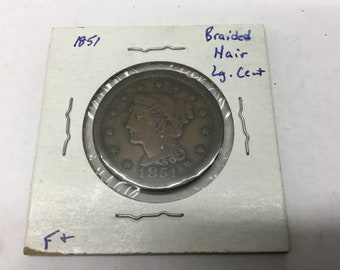 1851
Braided
Hair
Lg. Cent
1851
F+